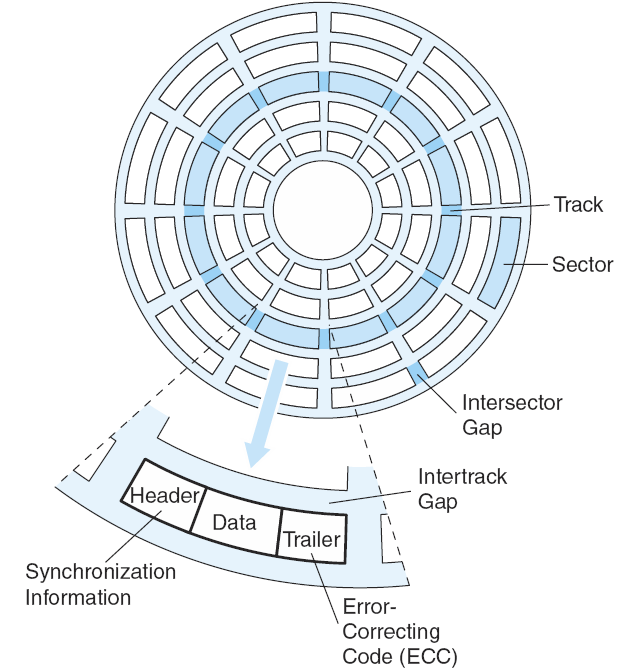 Track
Sector
Intersector
Gap
Intertrack
Gap
Header
Data
Trailer
Synchronization
Information
Error-
Correcting
Code (ECC)